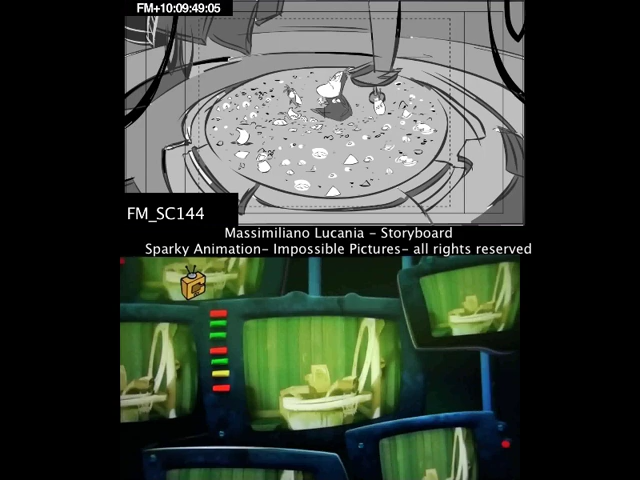 FM+10:09:49:05
FM_SC144
Massimiliano Lucania - Storyboard
Sparky Animation- Impossible Pictures- all rights reserved